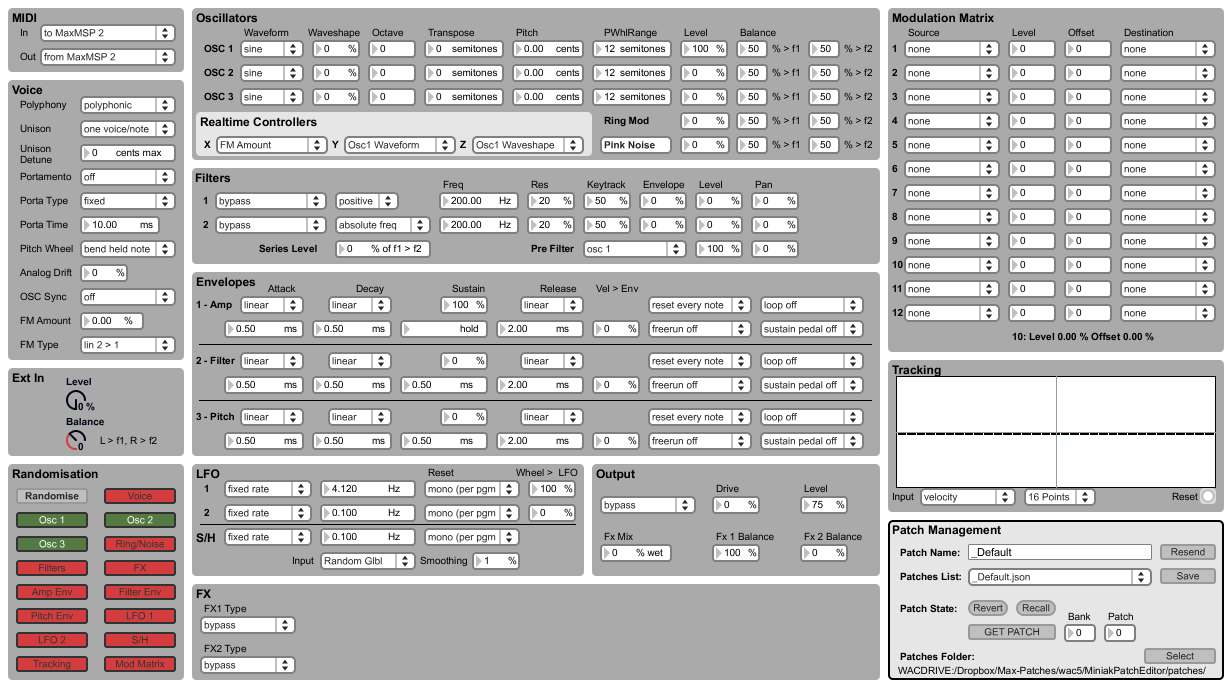 MIDI
In to MaxMSP 2
Out from MaxMSP 2
Voice
Polyphony polyphonic
Unison one voice/note
Unison Detune 0 cents max
Portamento off
Porta Type fixed
Porta Time 10.00 ms
Pitch Wheel bend held note
Analog Drift 0 %
OSC Sync off
FM Amount 0.00 %
FM Type lin 2 > 1
Ext In
Level
0 %
Balance
0 L > f1, R > f2
Randomisation
Randomise Voice
Osc 1 Osc 2
Osc 3 Ring/Noise
Filters FX
Amp Env Filter Env
Pitch Env LFO 1
LFO 2 S/H
Tracking Mod Matrix
Oscillators
Waveform Waveshape Octave Transpose Pitch PWhlRange Level Balance
OSC 1 sine 0 % 0 0 semitones 0.00 cents 12 semitones 100 % 50 % > f1 50 % > f2
OSC 2 sine 0 % 0 0 semitones 0.00 cents 12 semitones 0 % 50 % > f1 50 % > f2
OSC 3 sine 0 % 0 0 semitones 0.00 cents 12 semitones 0 % 50 % > f1 50 % > f2
Ring Mod 0 % 50 % > f1 50 % > f2
Pink Noise 0 % 50 % > f1 50 % > f2
Realtime Controllers
X FM Amount Y Osc1 Waveform Z Osc1 Waveshape
Filters
Freq Res Keytrack Envelope Level Pan
1 bypass positive 200.00 Hz 20 % 50 % 0 % 0 % 0 %
2 bypass absolute freq 200.00 Hz 20 % 50 % 0 % 0 % 0 %
Series Level 0 % of f1 > f2 Pre Filter osc 1 100 % 0 %
Envelopes
Attack Decay Sustain Release Vel > Env
1 - Amp linear linear 100 % linear reset every note loop off
0.50 ms 0.50 ms hold 2.00 ms 0 % freerun off sustain pedal off
2 - Filter linear linear 0 % linear reset every note loop off
0.50 ms 0.50 ms 0.50 ms 2.00 ms 0 % freerun off sustain pedal off
3 - Pitch linear linear 0 % linear reset every note loop off
0.50 ms 0.50 ms 0.50 ms 2.00 ms 0 % freerun off sustain pedal off
LFO
Reset Wheel > LFO
1 fixed rate 4.120 Hz mono (per pgm 100 %
2 fixed rate 0.100 Hz mono (per pgm 0 %
S/H fixed rate 0.100 Hz mono (per pgm
Input Random Glbl Smoothing 1 %
Output
Drive Level
bypass 0 % 75 %
Fx Mix Fx 1 Balance Fx 2 Balance
0 % wet 100 % 0 %
FX
FX1 Type
bypass
FX2 Type
bypass
Modulation Matrix
Source Level Offset Destination
1 none 0 0 none
2 none 0 0 none
3 none 0 0 none
4 none 0 0 none
5 none 0 0 none
6 none 0 0 none
7 none 0 0 none
8 none 0 0 none
9 none 0 0 none
10 none 0 0 none
11 none 0 0 none
12 none 0 0 none
10: Level 0.00 % Offset 0.00 %
Tracking
Input velocity 16 Points Reset
Patch Management
Patch Name: _Default Resend
Patches List: _Default.json Save
Patch State: Revert Recall
Bank Patch
GET PATCH 0 0
Patches Folder: Select
WACDRIVE:/Dropbox/Max-Patches/wac5/MiniakPatchEditor/patches/